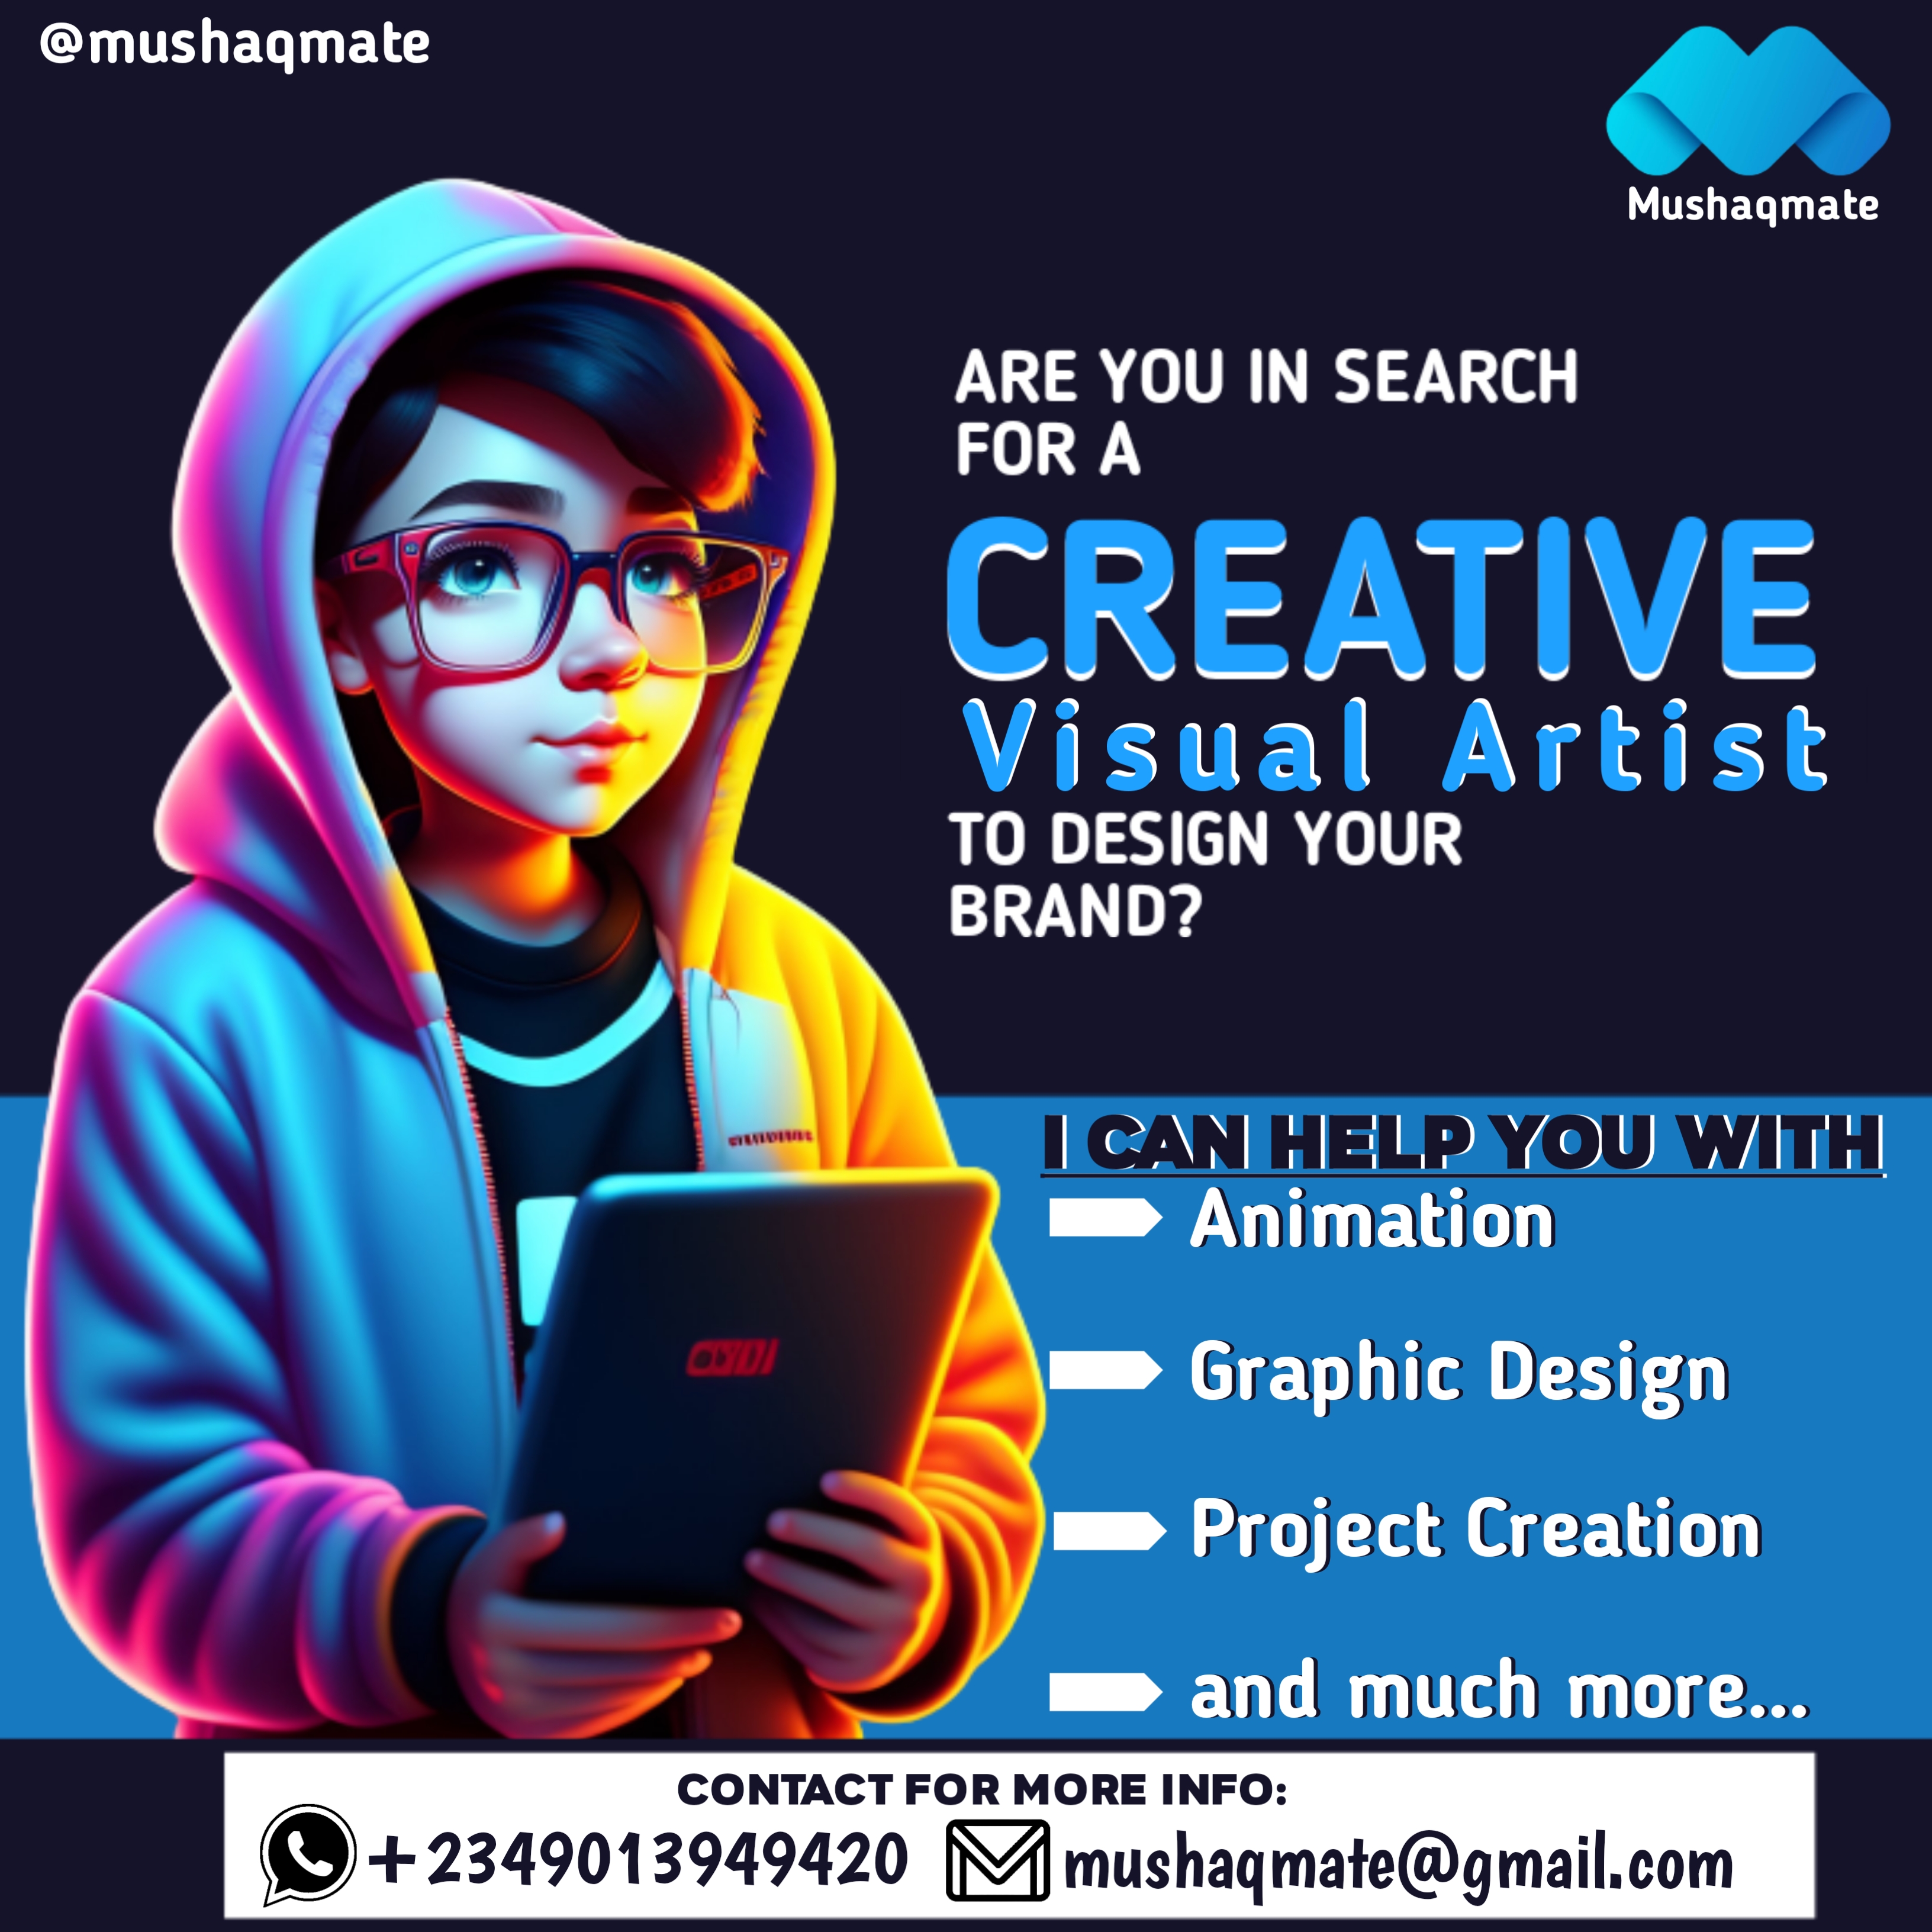 @mushaqmate
Mushaqmate
ARE YOU IN SEARCH
FOR A
CREATIVE
Visual Artist
TO DESIGN YOUR
BRAND?
I CAN HELP YOU WITH
Animation
Graphic Design
Project Creation
and much more...
CONTACT FOR MORE INFO:
+2349013949420
mushaqmate@gmail.com